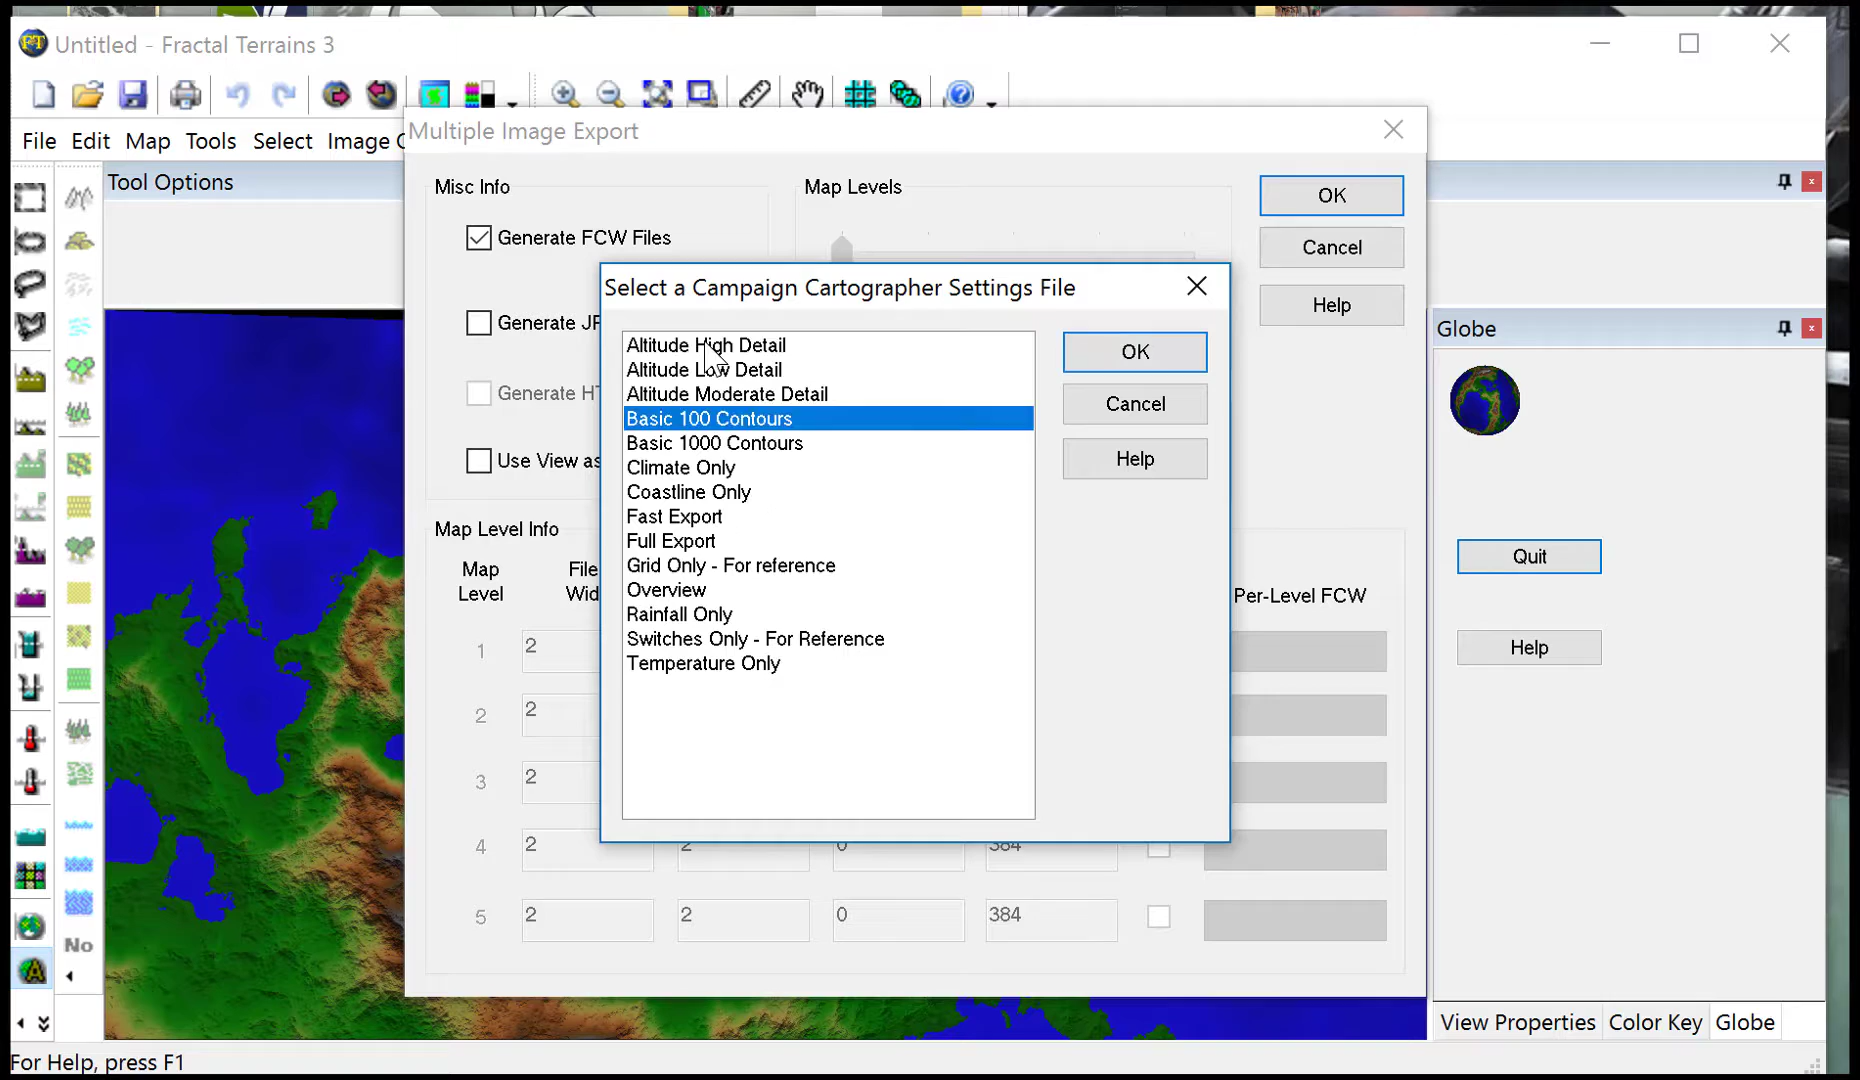 Untitled - Fractal Terrains 3
File Edit Map Tools Select Image C
Multiple Image Export
Tool Options
Misc Info
Map Levels
OK
Generate FCW Files
Cancel
Help
Select a Campaign Cartographer Settings File
Generate JP
Generate HT
Use View as
Altitude High Detail
Altitude Low Detail
Altitude Moderate Detail
Basic 100 Contours
Basic 1000 Contours
Climate Only
Coastline Only
Fast Export
Full Export
Grid Only - For reference
Overview
Rainfall Only
Switches Only - For Reference
Temperature Only
OK
Cancel
Help
Globe
Quit
Help
Map Level Info
Map Level
File Wid
Per-Level FCW
1 2
2 2
3 2
4 2 2 0 384
5 2 2 0 384
No
View Properties Color Key Globe
For Help, press F1